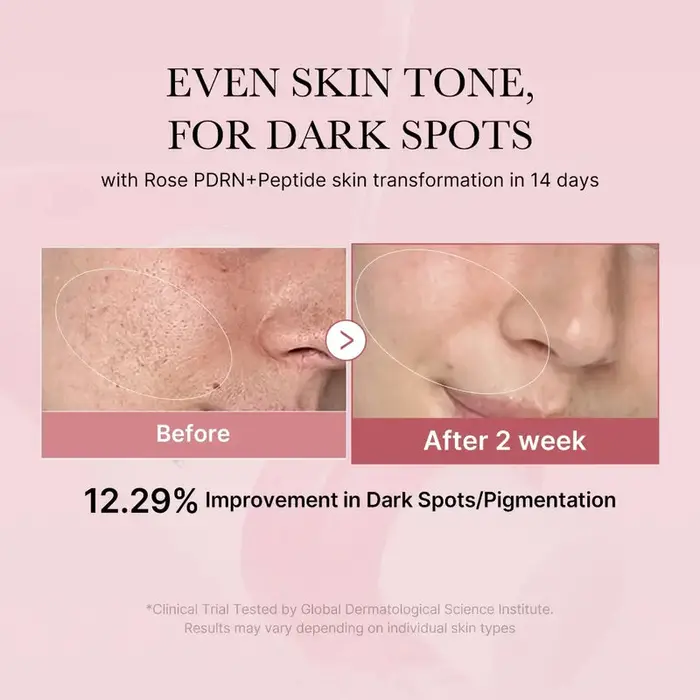 EVEN SKIN TONE,
FOR DARK SPOTS
with Rose PDRN+Peptide skin transformation in 14 days
Before
After 2 week
12.29% Improvement in Dark Spots/Pigmentation
*Clinical Trial Tested by Global Dermatological Science Institute.
Results may vary depending on individual skin types